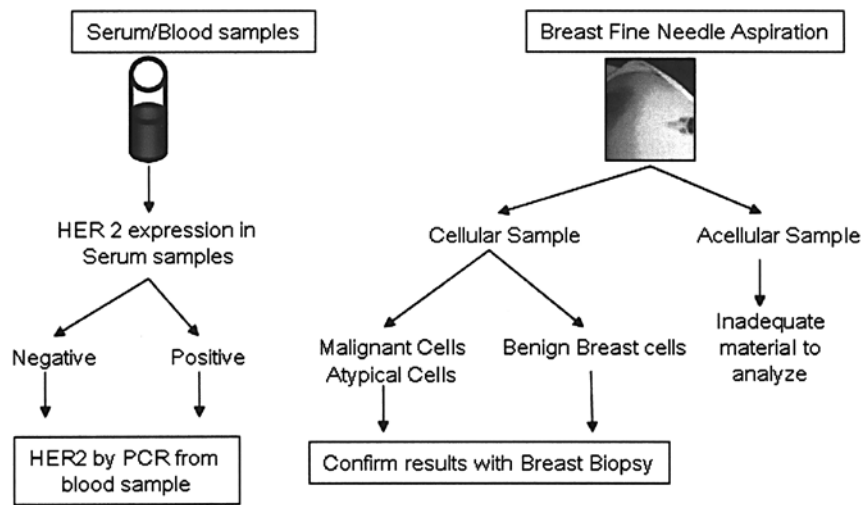 Serum/Blood samples
HER 2 expression in
Serum samples
Negative
Positive
HER2 by PCR from
blood sample
Breast Fine Needle Aspiration
Cellular Sample
Acellular Sample
Malignant Cells
Atypical Cells
Benign Breast cells
Inadequate
material to
analyze
Confirm results with Breast Biopsy